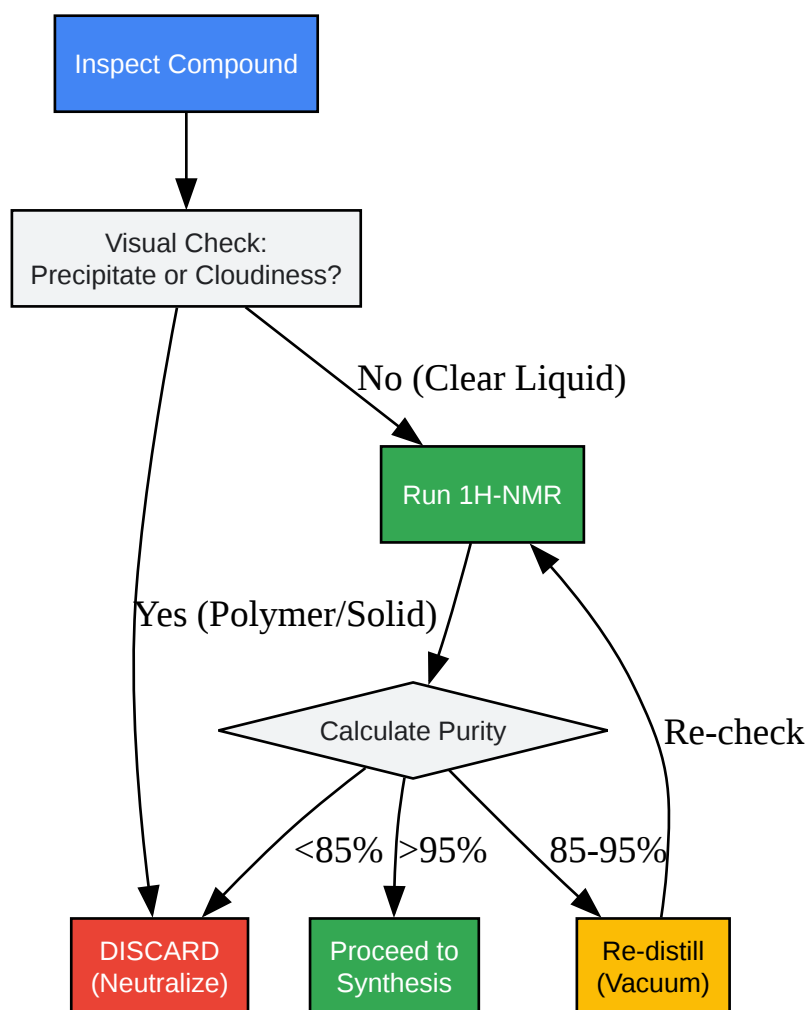 Inspect Compound
Visual Check:
Precipitate or Cloudiness?
No (Clear Liquid)
Run 1H-NMR
Yes (Polymer/Solid)
Calculate Purity
Re-check
<85%
>95%
85-95%
DISCARD
(Neutralize)
Proceed to
Synthesis
Re-distill
(Vacuum)